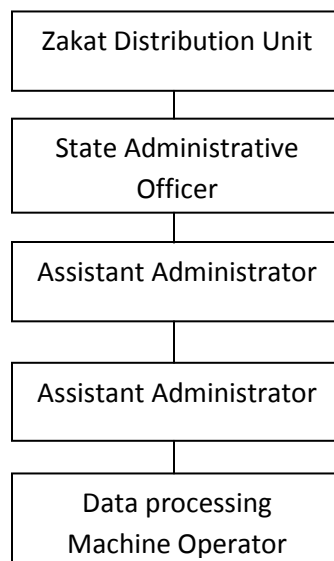 Zakat Distribution Unit
State Administrative
Officer
Assistant Administrator
Assistant Administrator
Data processing
Machine Operator